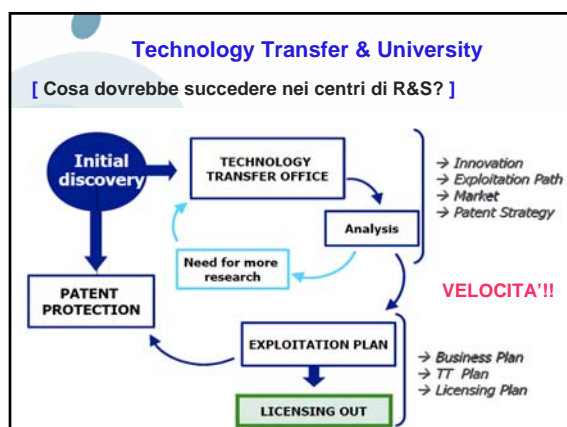 Technology Transfer & University
[ Cosa dovrebbe succedere nei centri di R&S? ]
Initial
discovery
TECHNOLOGY
TRANSFER OFFICE
→ Innovation
→ Exploitation Path
→ Market
→ Patent Strategy
Analysis
Need for more
research
PATENT
PROTECTION
VELOCITA'!!
EXPLOITATION PLAN
→ Business Plan
→ TT Plan
→ Licensing Plan
LICENSING OUT